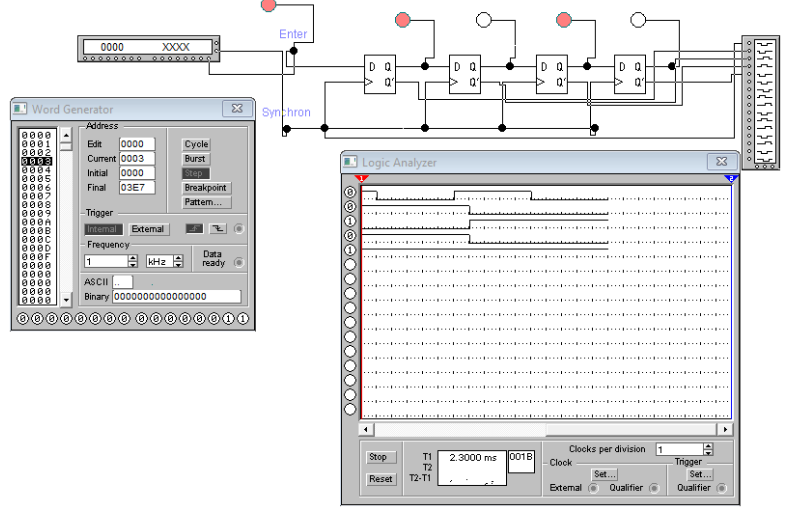 Enter
0000 XXXX
D Q D Q D Q D Q
Q' Q' Q' Q'
Synchron
Word Generator
0000
0001
0002
0003
0004
0005
0006
0007
0008
0009
000A
000B
000C
000D
000F
0000
0000
0000
0000
Address
Edit 0000
Current 0003
Initial 0000
Final 03E7
Cycle
Burst
Step
Breakpoint
Pattern...
Trigger
Internal External
Frequency
1 kHz
Data
ready
ASCII ..
Binary 0000000000000000
0 0 0 0 0 0 0 0 0 0 0 0 0 0 1 1
Logic Analyzer
1 2
0
0
1
0
1
Stop
Reset
T1 2.3000 ms 001B
T2
T2-T1
Clocks per division 1
Clock
Set...
External Qualifier
Trigger
Set...
Qualifier